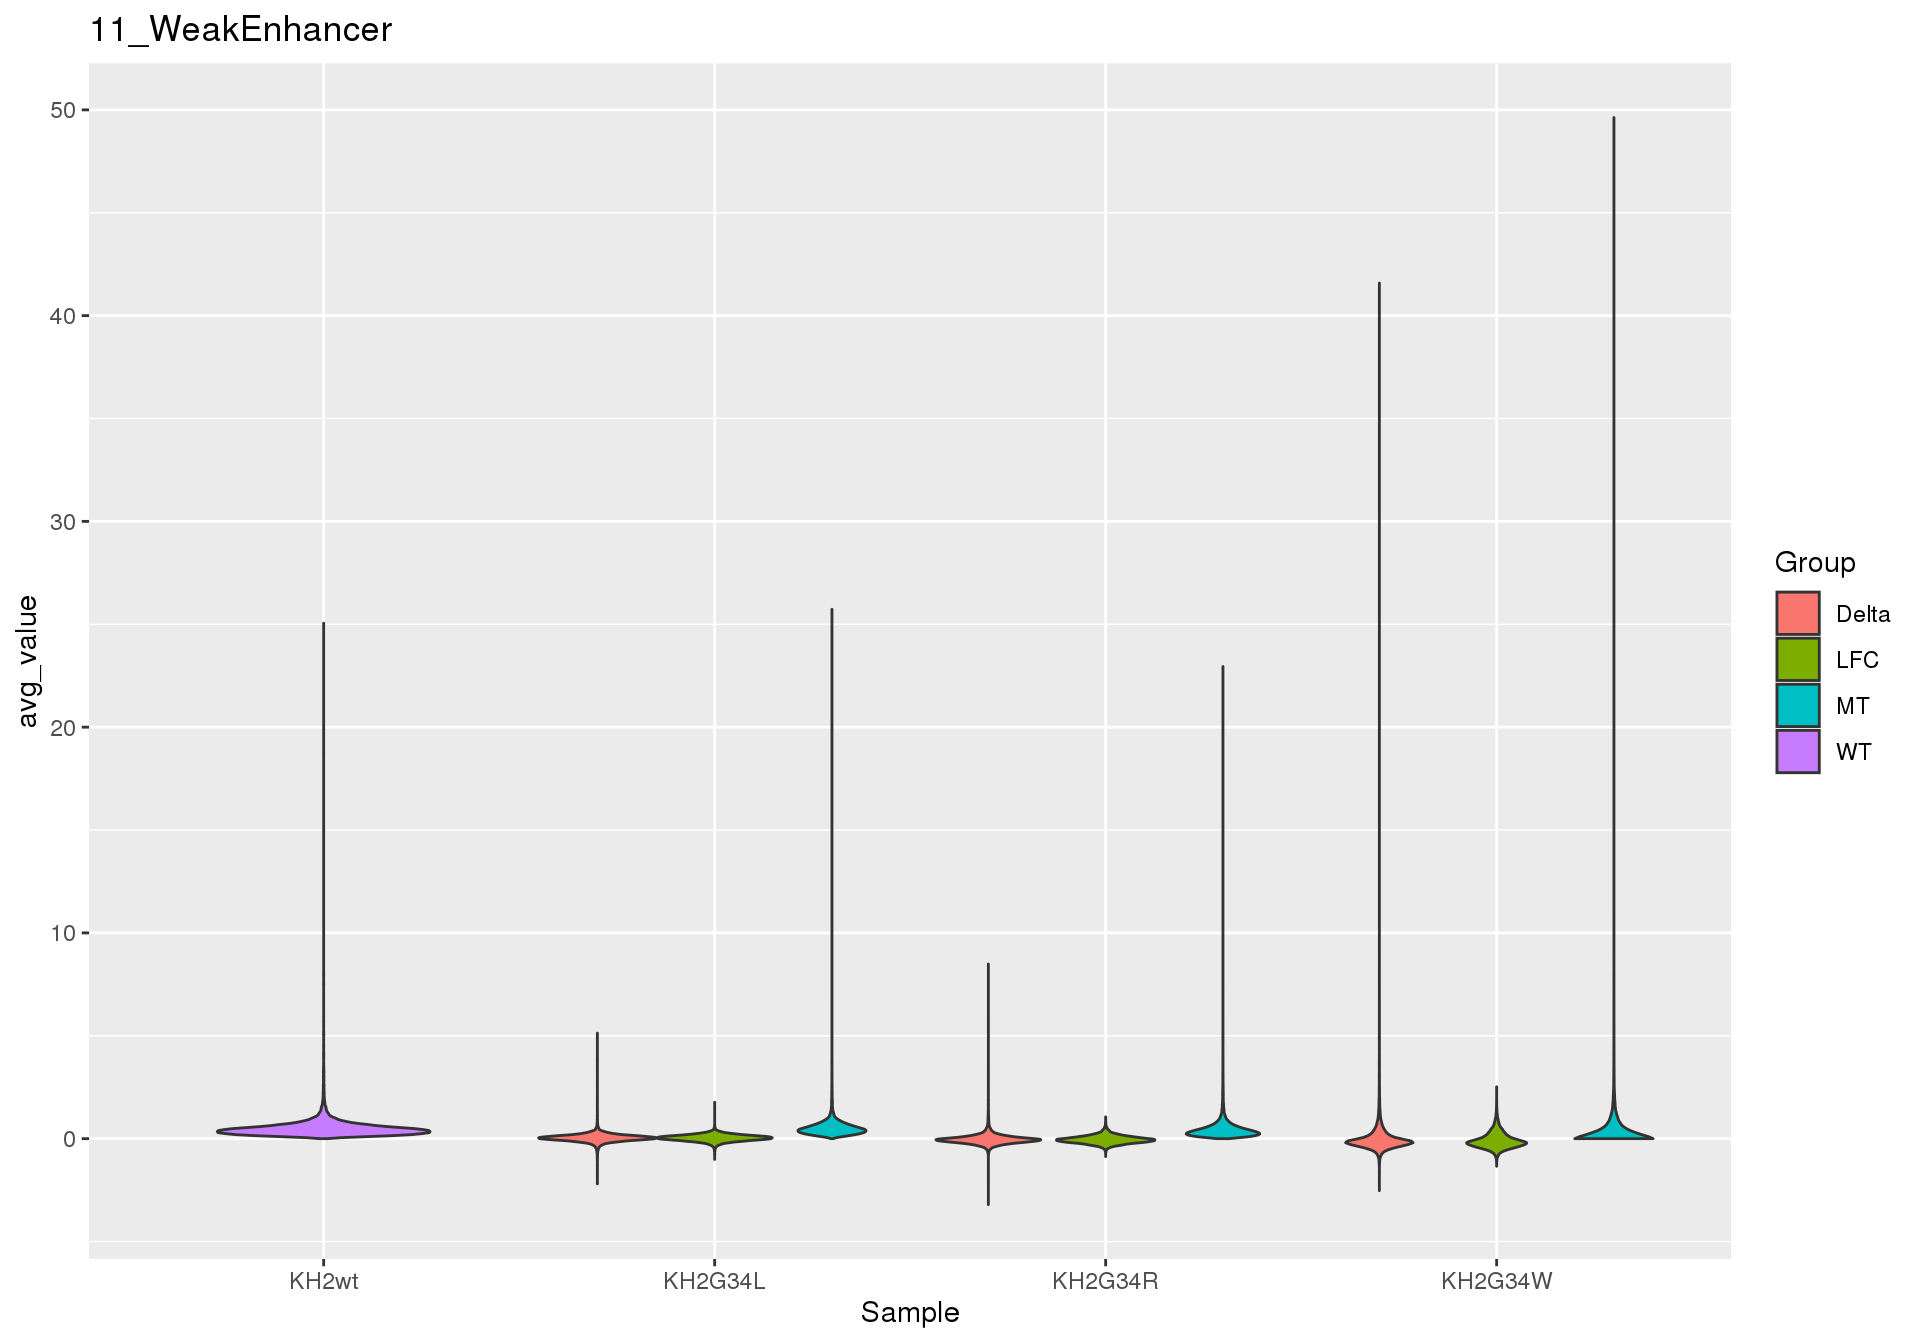 11_WeakEnhancer
50
40
30
20
10
0
avg_value
KH2wt
KH2G34L
KH2G34R
KH2G34W
Sample
Group
Delta
LFC
MT
WT